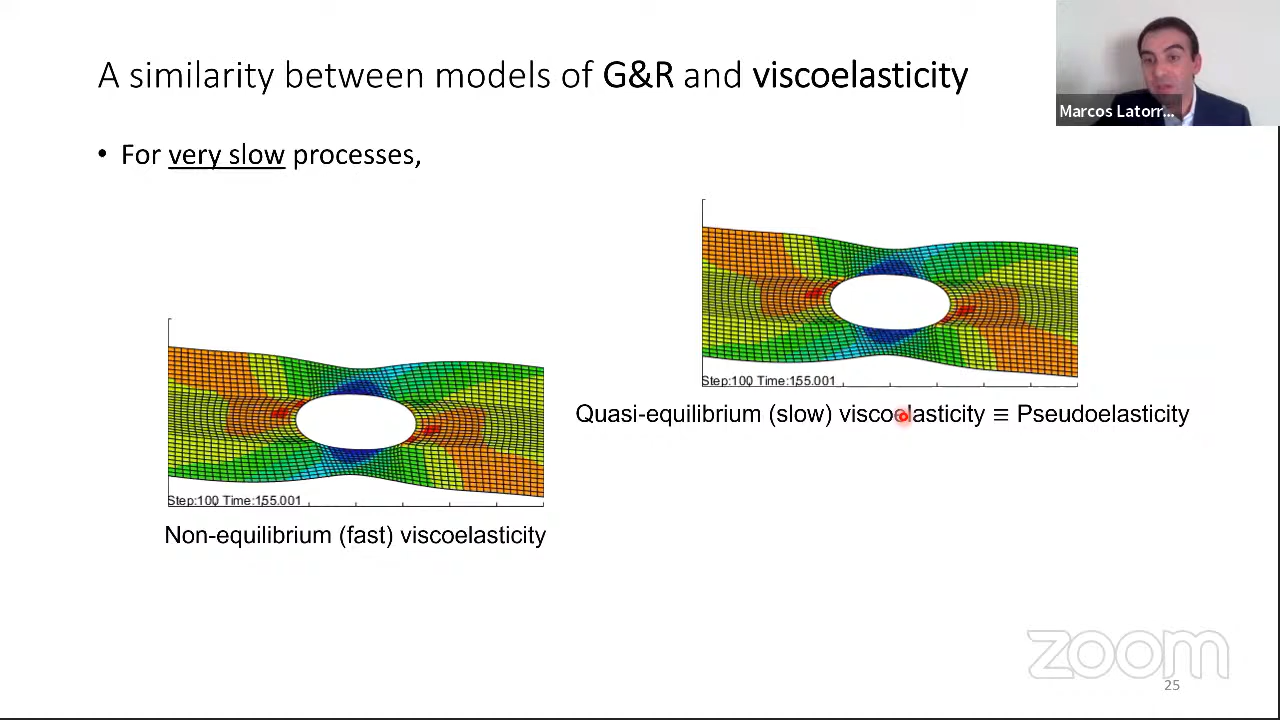 A similarity between models of G&R and viscoelasticity
Marcos Latorr...
• For very slow processes,
Step:100 Time:155.001
Quasi-equilibrium (slow) viscoelasticity ≡ Pseudoelasticity
Step:100 Time:155.001
Non-equilibrium (fast) viscoelasticity
zoom
25